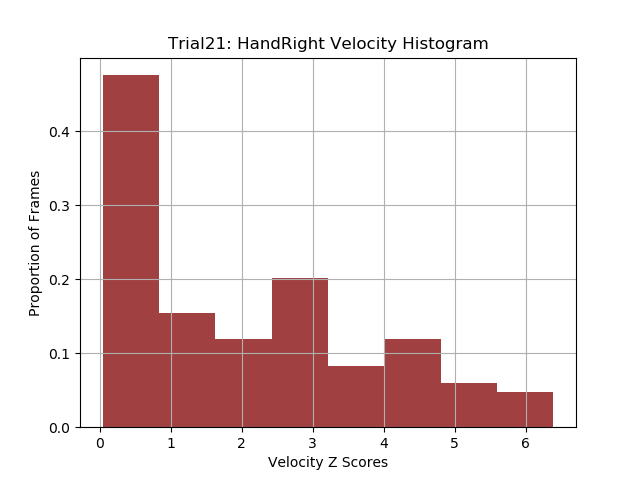 Trial21: HandRight Velocity Histogram
Proportion of Frames
0.4
0.3
0.2
0.1
0.0
0 1 2 3 4 5 6
Velocity Z Scores